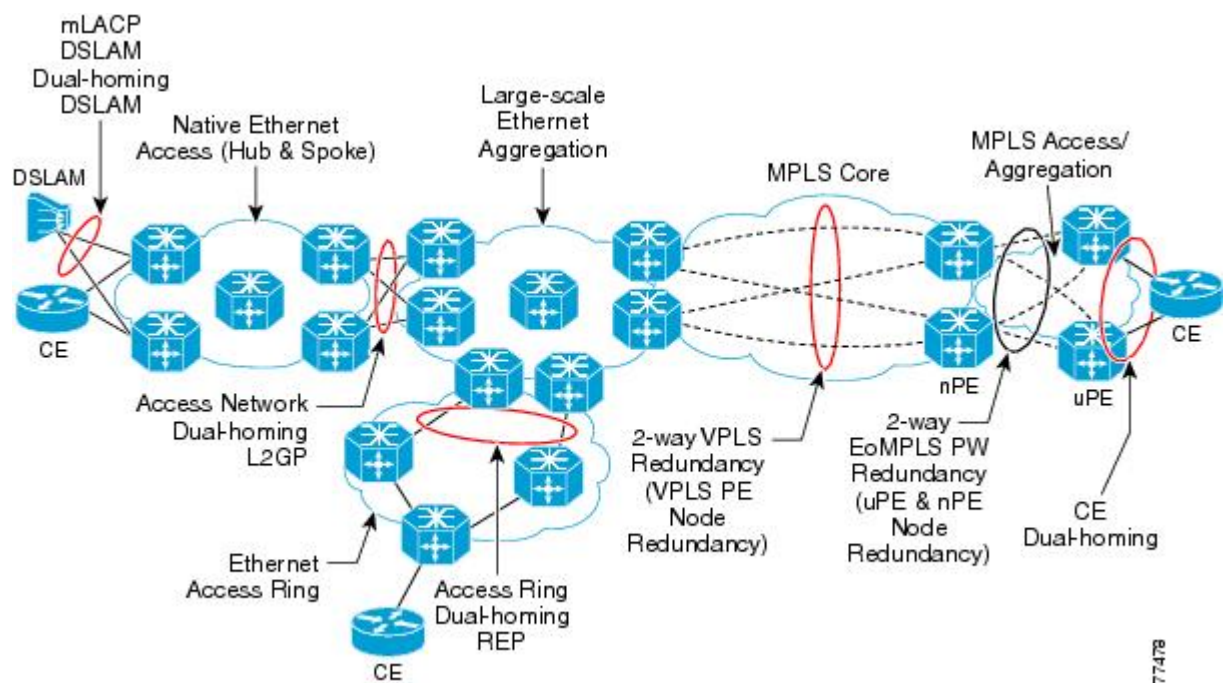 mLACP
DSLAM
Dual-homing
DSLAM
Native Ethernet
Access (Hub & Spoke)
Large-scale
Ethernet
Aggregation
MPLS Core
MPLS Access/
Aggregation
DSLAM
CE
CE
nPE
uPE
Access Network
Dual-homing
L2GP
2-way VPLS
Redundancy
(VPLS PE
Node
Redundancy)
2-way
EoMPLS PW
Redundancy
(uPE & nPE
Node
Redundancy)
CE
Dual-homing
Ethernet
Access Ring
Access Ring
Dual-homing
REP
CE
77478